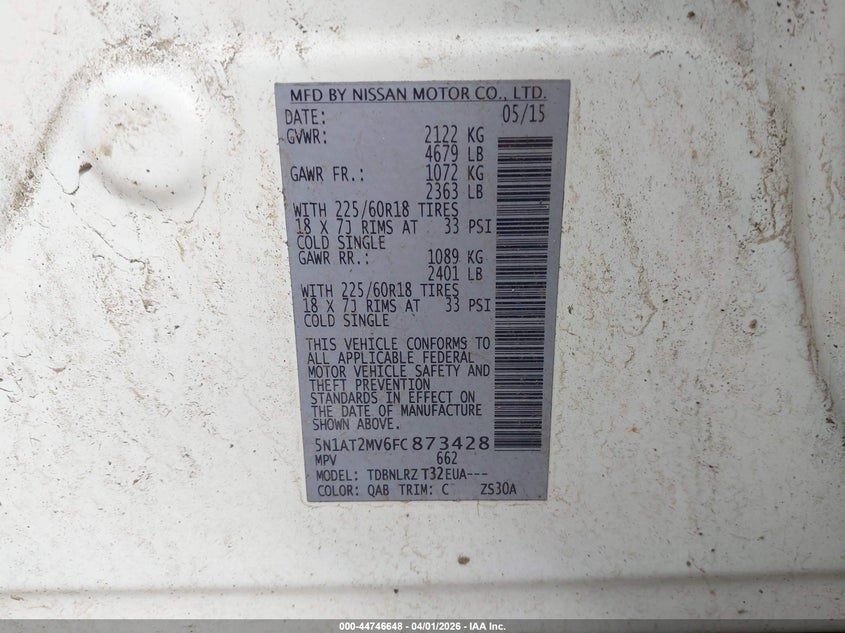 MFD BY NISSAN MOTOR CO., LTD.
DATE: 05/15
GVWR: 2122 KG
4679 LB
GAWR FR.: 1072 KG
2363 LB
WITH 225/60R18 TIRES
18 X 7J RIMS AT 33 PSI
COLD SINGLE
GAWR RR.: 1089 KG
2401 LB
WITH 225/60R18 TIRES
18 X 7J RIMS AT 33 PSI
COLD SINGLE
THIS VEHICLE CONFORMS TO
ALL APPLICABLE FEDERAL
MOTOR VEHICLE SAFETY AND
THEFT PREVENTION
STANDARDS IN EFFECT ON
THE DATE OF MANUFACTURE
SHOWN ABOVE.
5N1AT2MV6FC873428
MPV 662
MODEL: TDBNLRZ T32EUA---
COLOR: QAB TRIM: C ZS30A
000-44746648 - 04/01/2026 - IAA Inc.